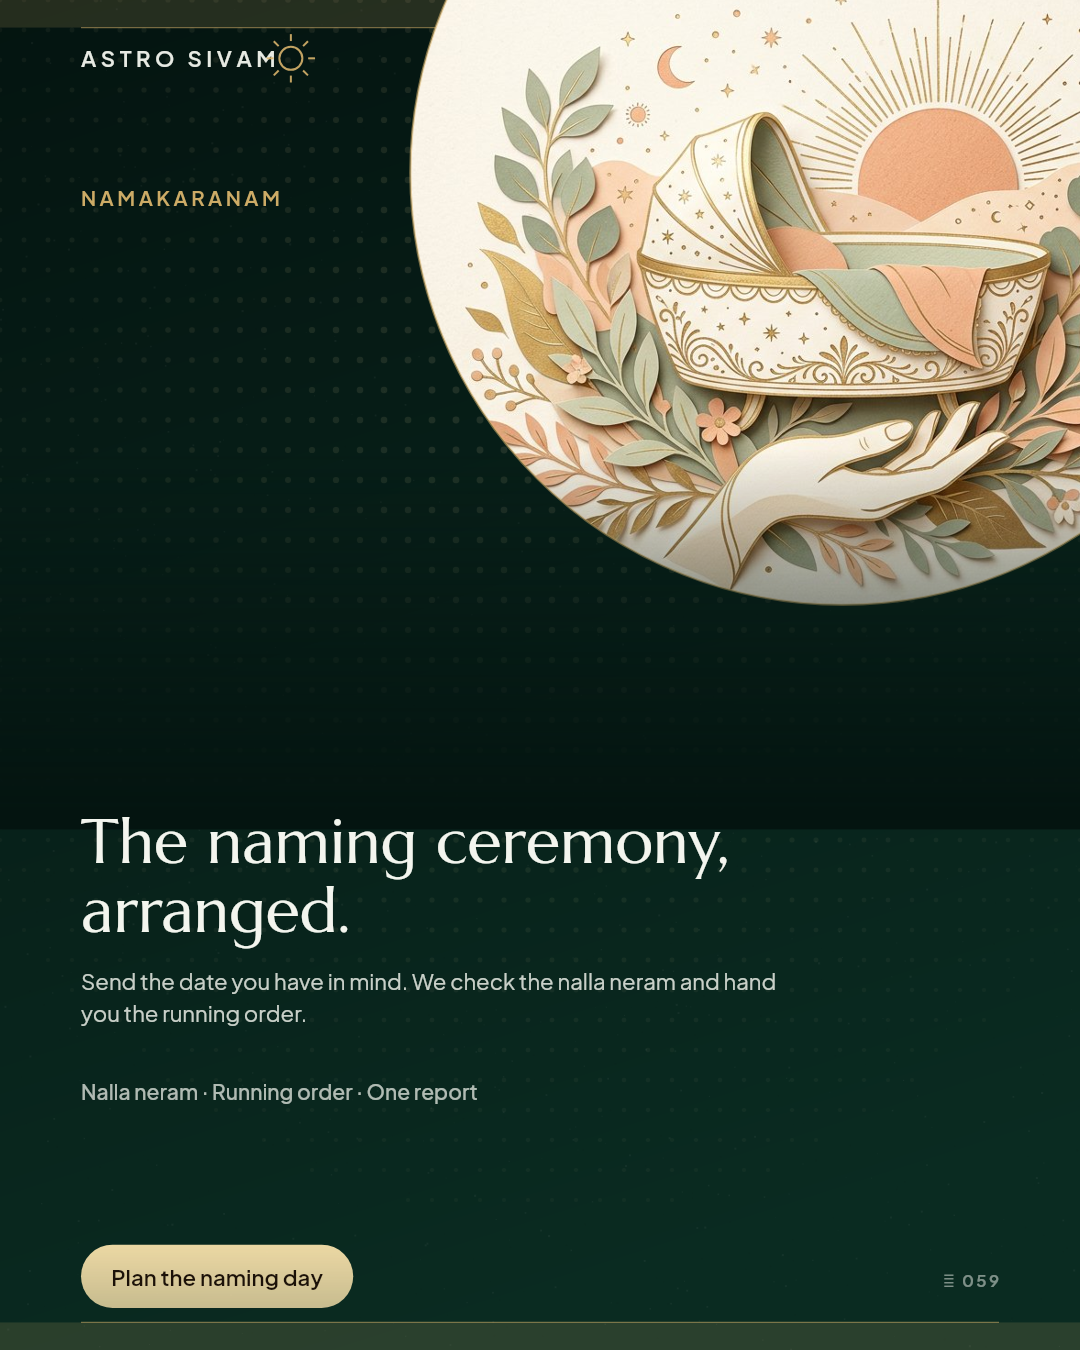 ASTRO SIVAM
NAMAKARANAM
The naming ceremony,
arranged.
Send the date you have in mind. We check the nalla neram and hand
you the running order.
Nalla neram · Running order · One report
Plan the naming day
059